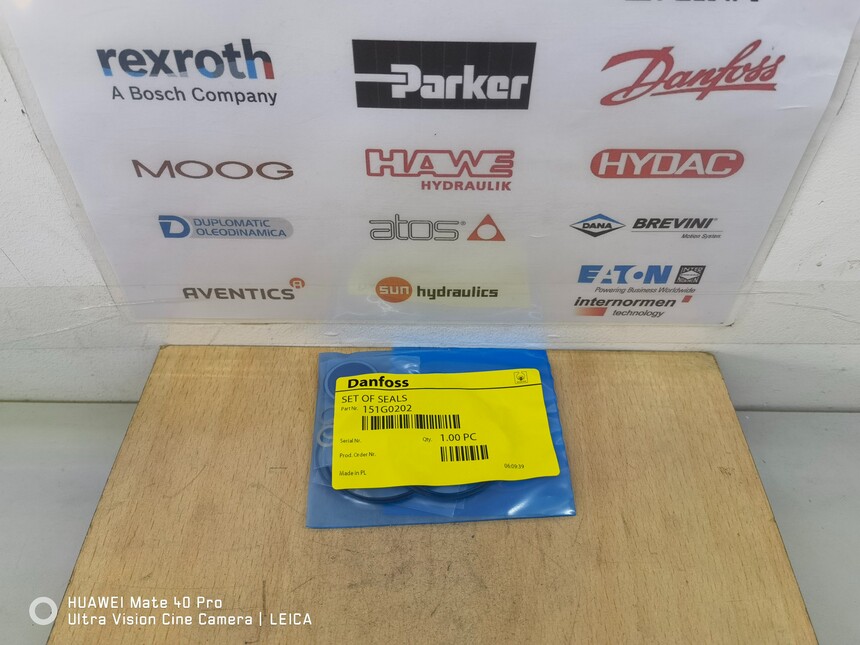 rexroth
A Bosch Company
Parker
Danfoss
MOOG
HAWE
HYDRAULIK
HYDAC
DUPLOMATIC
OLEODINAMICA
atos®
DANA
BREVINI®
Motion Systems
AVENTICS
sun hydraulics
EATON
Powering Business Worldwide
internormen
technology
Danfoss
SET OF SEALS
Part Nr. 151G0202
Serial Nr.
Qty. 1.00 PC
Prod. Order Nr.
Made in PL
HUAWEI Mate 40 Pro
Ultra Vision Cine Camera | LEICA